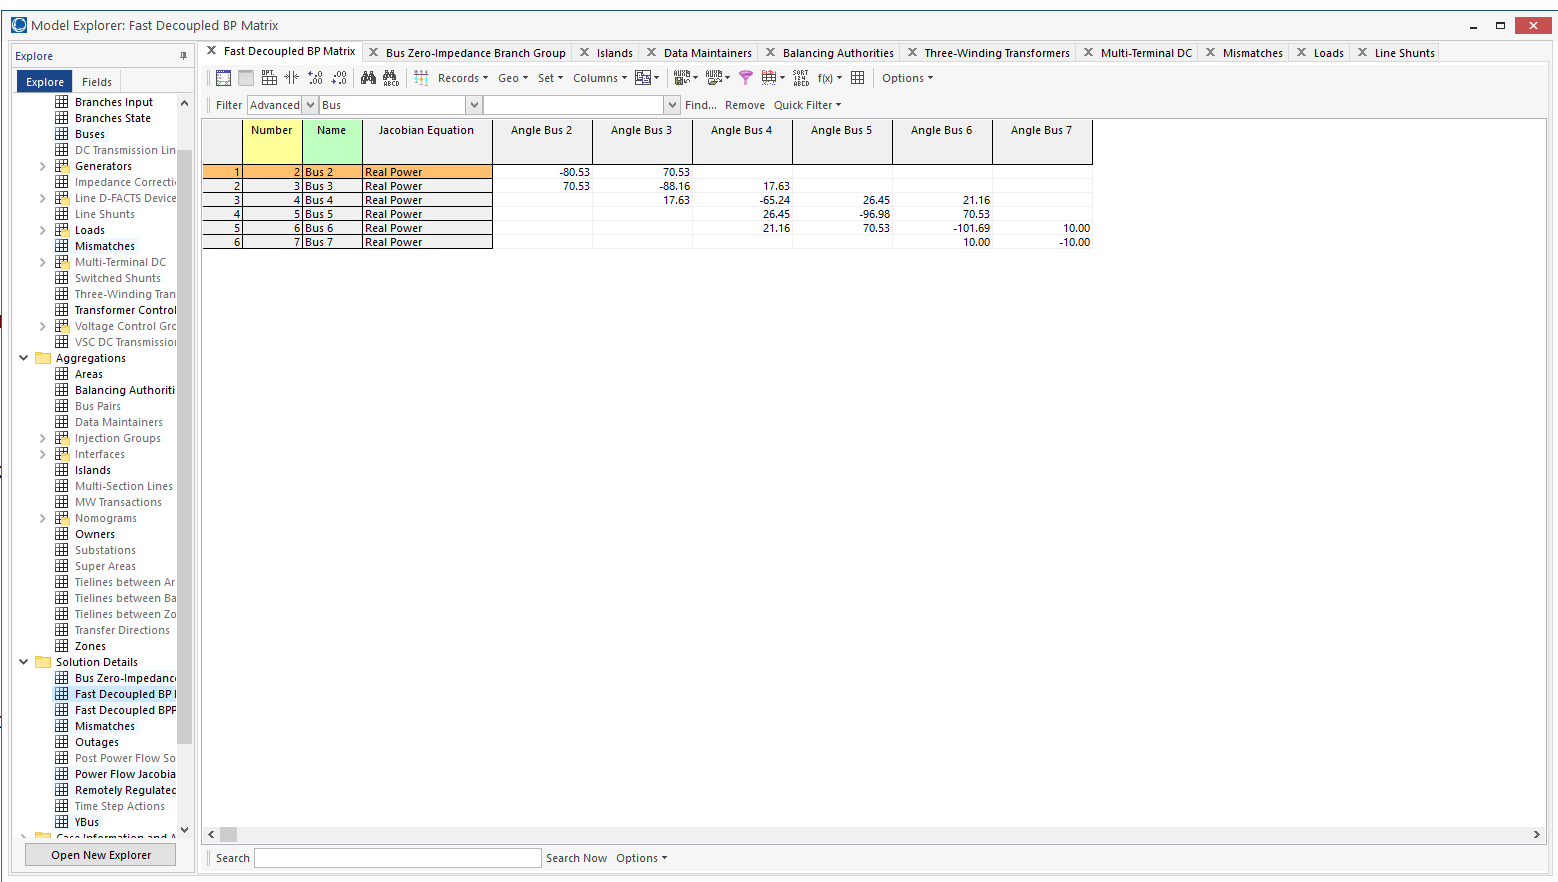 Model Explorer: Fast Decoupled BP Matrix
Explore
Fast Decoupled BP Matrix Bus Zero-Impedance Branch Group Islands Data Maintainers Balancing Authorities Three-Winding Transformers Multi-Terminal DC Mismatches Loads Line Shunts
Explore Fields
Records Geo Set Columns AUXB AUXB SORT 124 ABED f(x) Options
Filter Advanced Bus Find... Remove Quick Filter
Number Name Jacobian Equation Angle Bus 2 Angle Bus 3 Angle Bus 4 Angle Bus 5 Angle Bus 6 Angle Bus 7
1 2 Bus 2 Real Power -80.53 70.53
2 3 Bus 3 Real Power 70.53 -88.16 17.63
3 4 Bus 4 Real Power 17.63 -65.24 26.45 21.16
4 5 Bus 5 Real Power 26.45 -96.98 70.53
5 6 Bus 6 Real Power 21.16 70.53 -101.69 10.00
6 7 Bus 7 Real Power 10.00 -10.00
Branches Input
Branches State
Buses
DC Transmission Lin
Generators
Impedance Correcti
Line D-FACTS Device
Line Shunts
Loads
Mismatches
Multi-Terminal DC
Switched Shunts
Three-Winding Tran
Transformer Control
Voltage Control Grc
VSC DC Transmission
Aggregations
Areas
Balancing Authoriti
Bus Pairs
Data Maintainers
Injection Groups
Interfaces
Islands
Multi-Section Lines
MW Transactions
Nomograms
Owners
Substations
Super Areas
Tielines between Ar
Tielines between Ba
Tielines between Zo
Transfer Directions
Zones
Solution Details
Bus Zero-Impedance
Fast Decoupled BP
Fast Decoupled BPP
Mismatches
Outages
Post Power Flow So
Power Flow Jacobia
Remotely Regulated
Time Step Actions
YBus
Case Information and A
Open New Explorer
Search Search Now Options